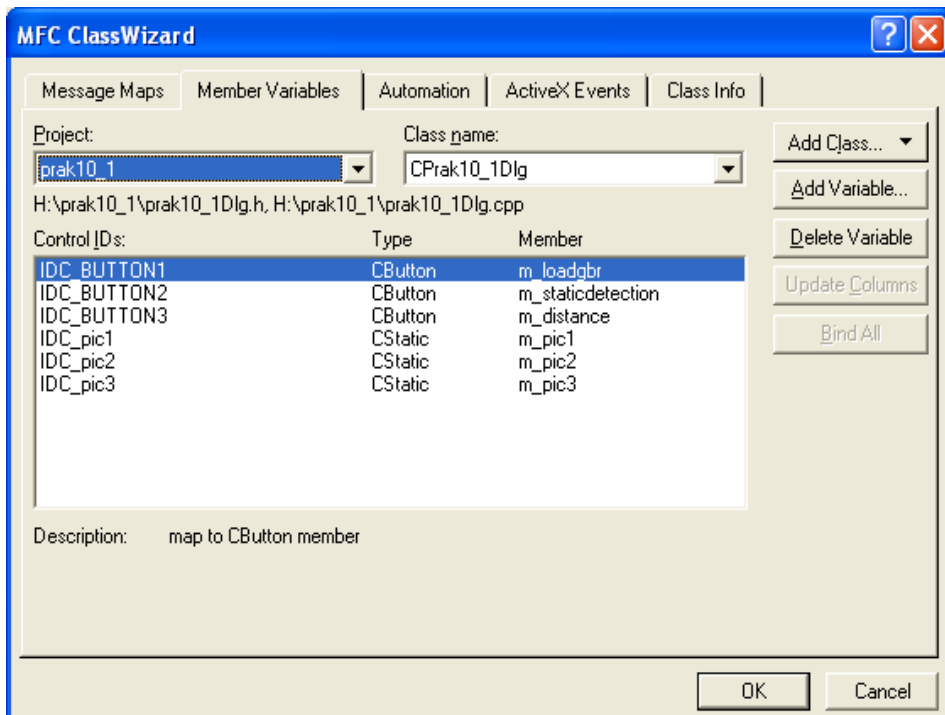 MFC ClassWizard
Message Maps Member Variables Automation ActiveX Events Class Info
Project: Class name:
Add Class...
prak10_1 CPrak10_1Dlg
Add Variable...
H:\prak10_1\prak10_1Dlg.h, H:\prak10_1\prak10_1Dlg.cpp
Control IDs: Type Member
Delete Variable
IDC_BUTTON1 CButton m_loadgbr
IDC_BUTTON2 CButton m_staticdetection
Update Columns
IDC_BUTTON3 CButton m_distance
IDC_pic1 CStatic m_pic1
Bind All
IDC_pic2 CStatic m_pic2
IDC_pic3 CStatic m_pic3
Description: map to CButton member
OK Cancel